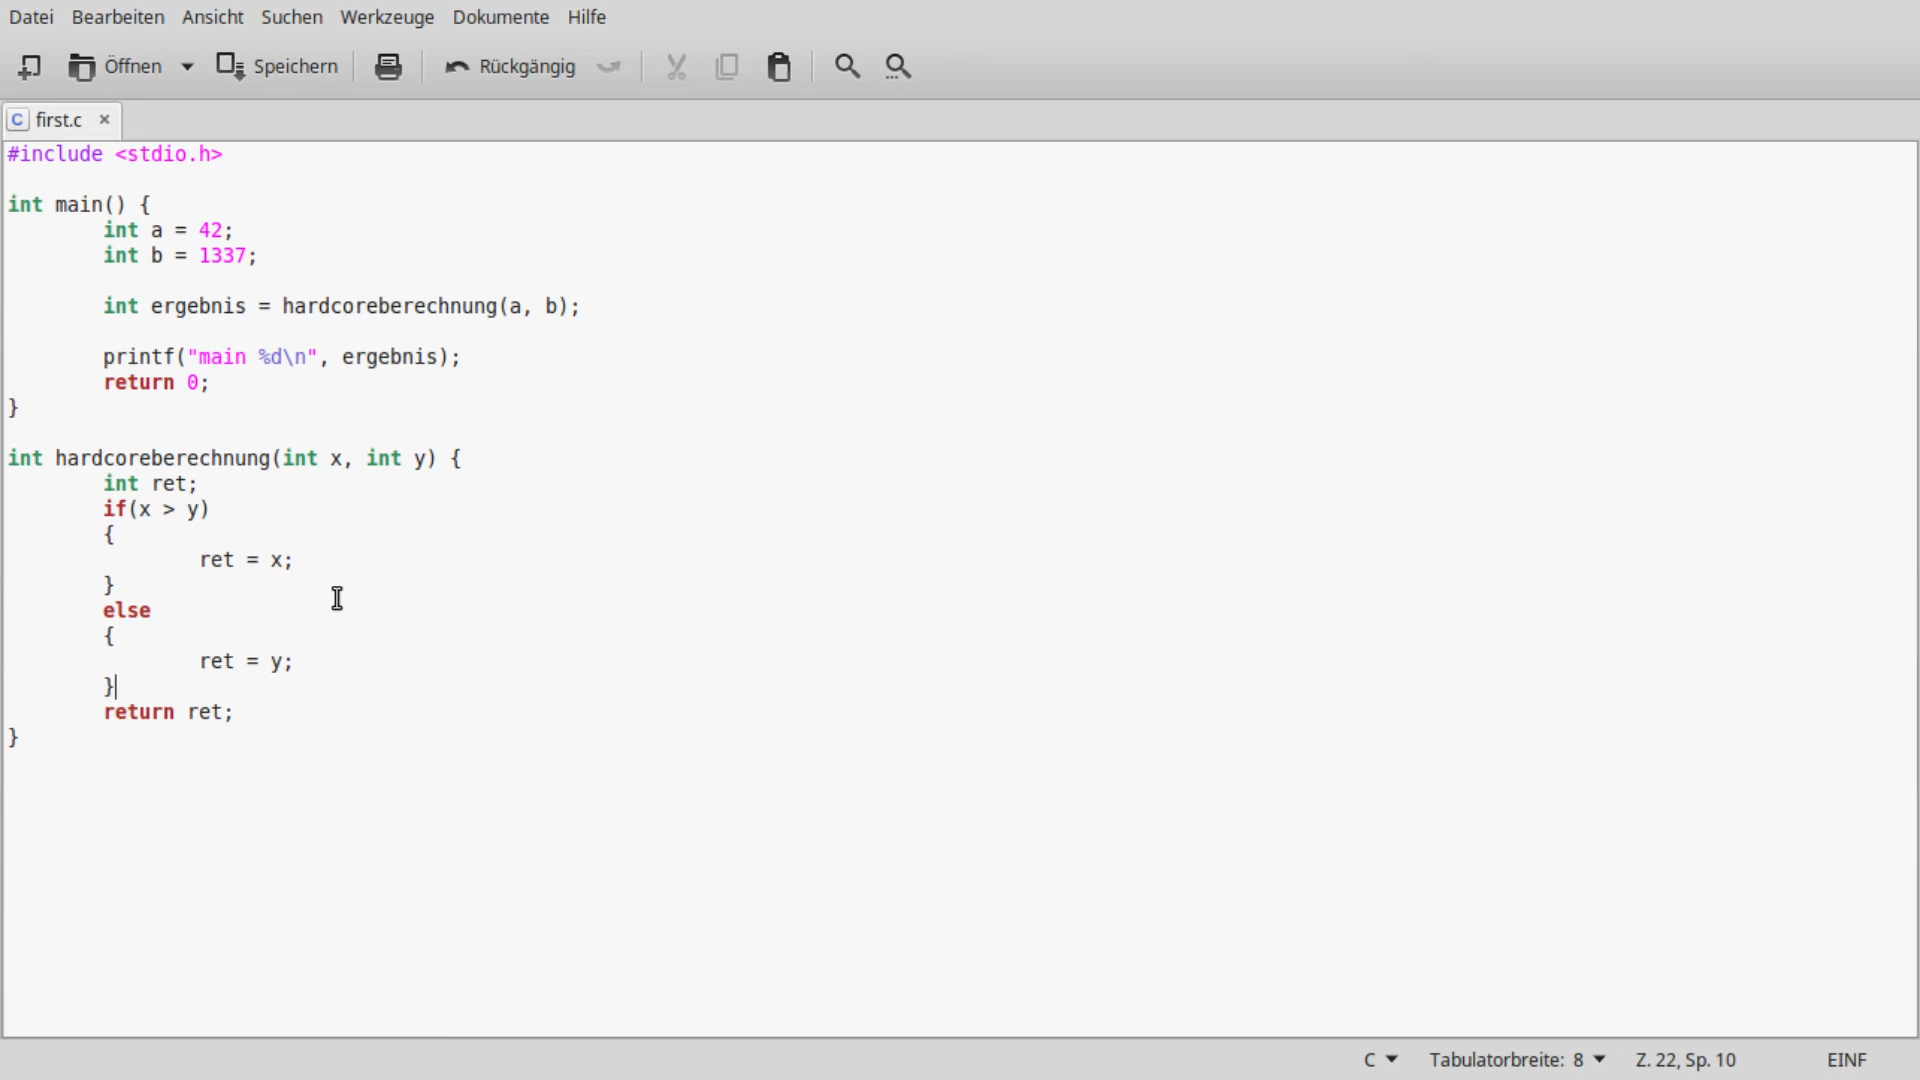 Datei Bearbeiten Ansicht Suchen Werkzeuge Dokumente Hilfe
Öffnen Speichern Rückgängig
C first.c ×
#include <stdio.h>

int main() {
        int a = 42;
        int b = 1337;

        int ergebnis = hardcoreberechnung(a, b);

        printf("main %d\n", ergebnis);
        return 0;
}

int hardcoreberechnung(int x, int y) {
        int ret;
        if(x > y)
        {
                ret = x;
        }
        else
        {
                ret = y;
        }
        return ret;
}
C Tabulatorbreite: 8 Z. 22, Sp. 10 EINF